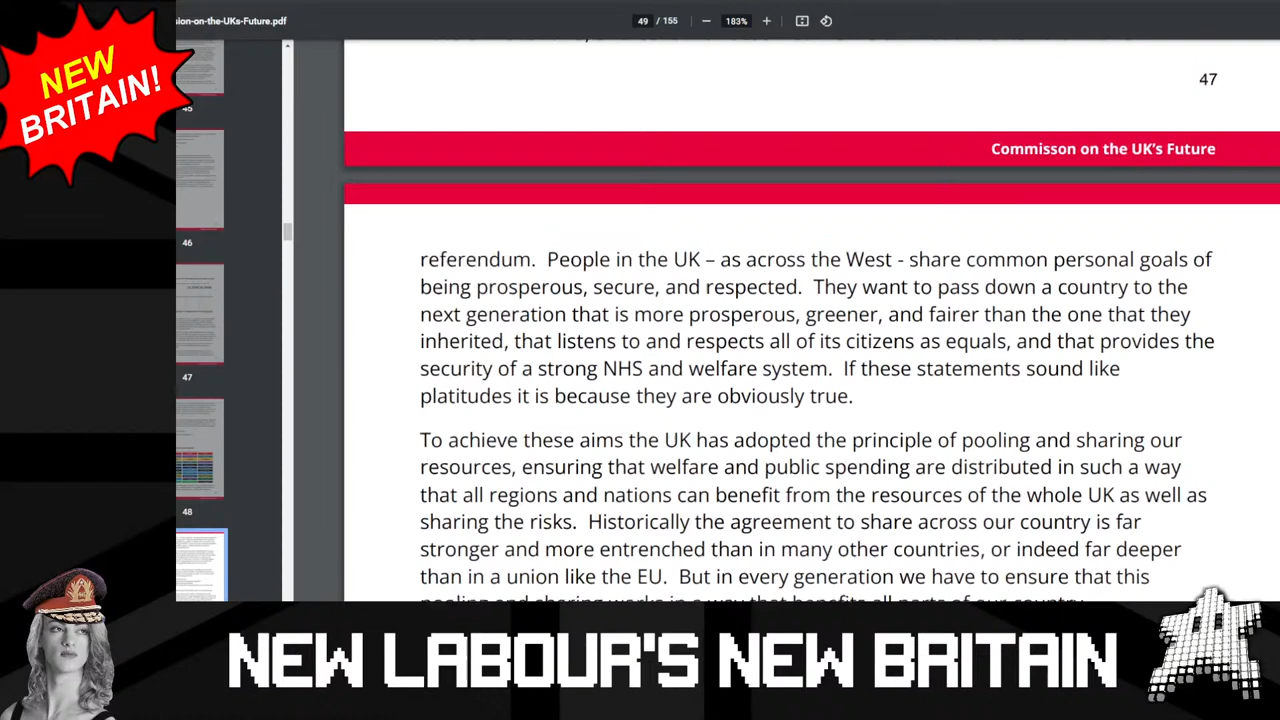 sion-on-the-UKs-Future.pdf
49 / 155
183%
NEW
BRITAIN!
45
46
47
48
47
Commisson on the UK's Future
referendum. People in the UK – as across the West - share common personal goals of
being prosperous, secure, and respected. They want to pass down a country to the
next generation that is more prosperous, greener, and fairer than the one that they
inherited, that listens to and respects all of its citizens as equals, and that provides the
security of a strong NHS and welfare system. If these statements sound like
platitudes it is because they are obviously true.
To achieve these aims the UK has adopted the principle of pooling and sharing our
resources, ensuring that welfare and public spending are distributed in such a way
that all regions and nations can benefit from the resources of the whole UK as well as
sharing the risks. Historically the agreement to share across our country is far
stronger and more entrenched than in many other countries, or indeed far deeper
than in a union like the EU. But in every generation we have to ensure that this
NEW LABOUR'S NEW BRITAIN